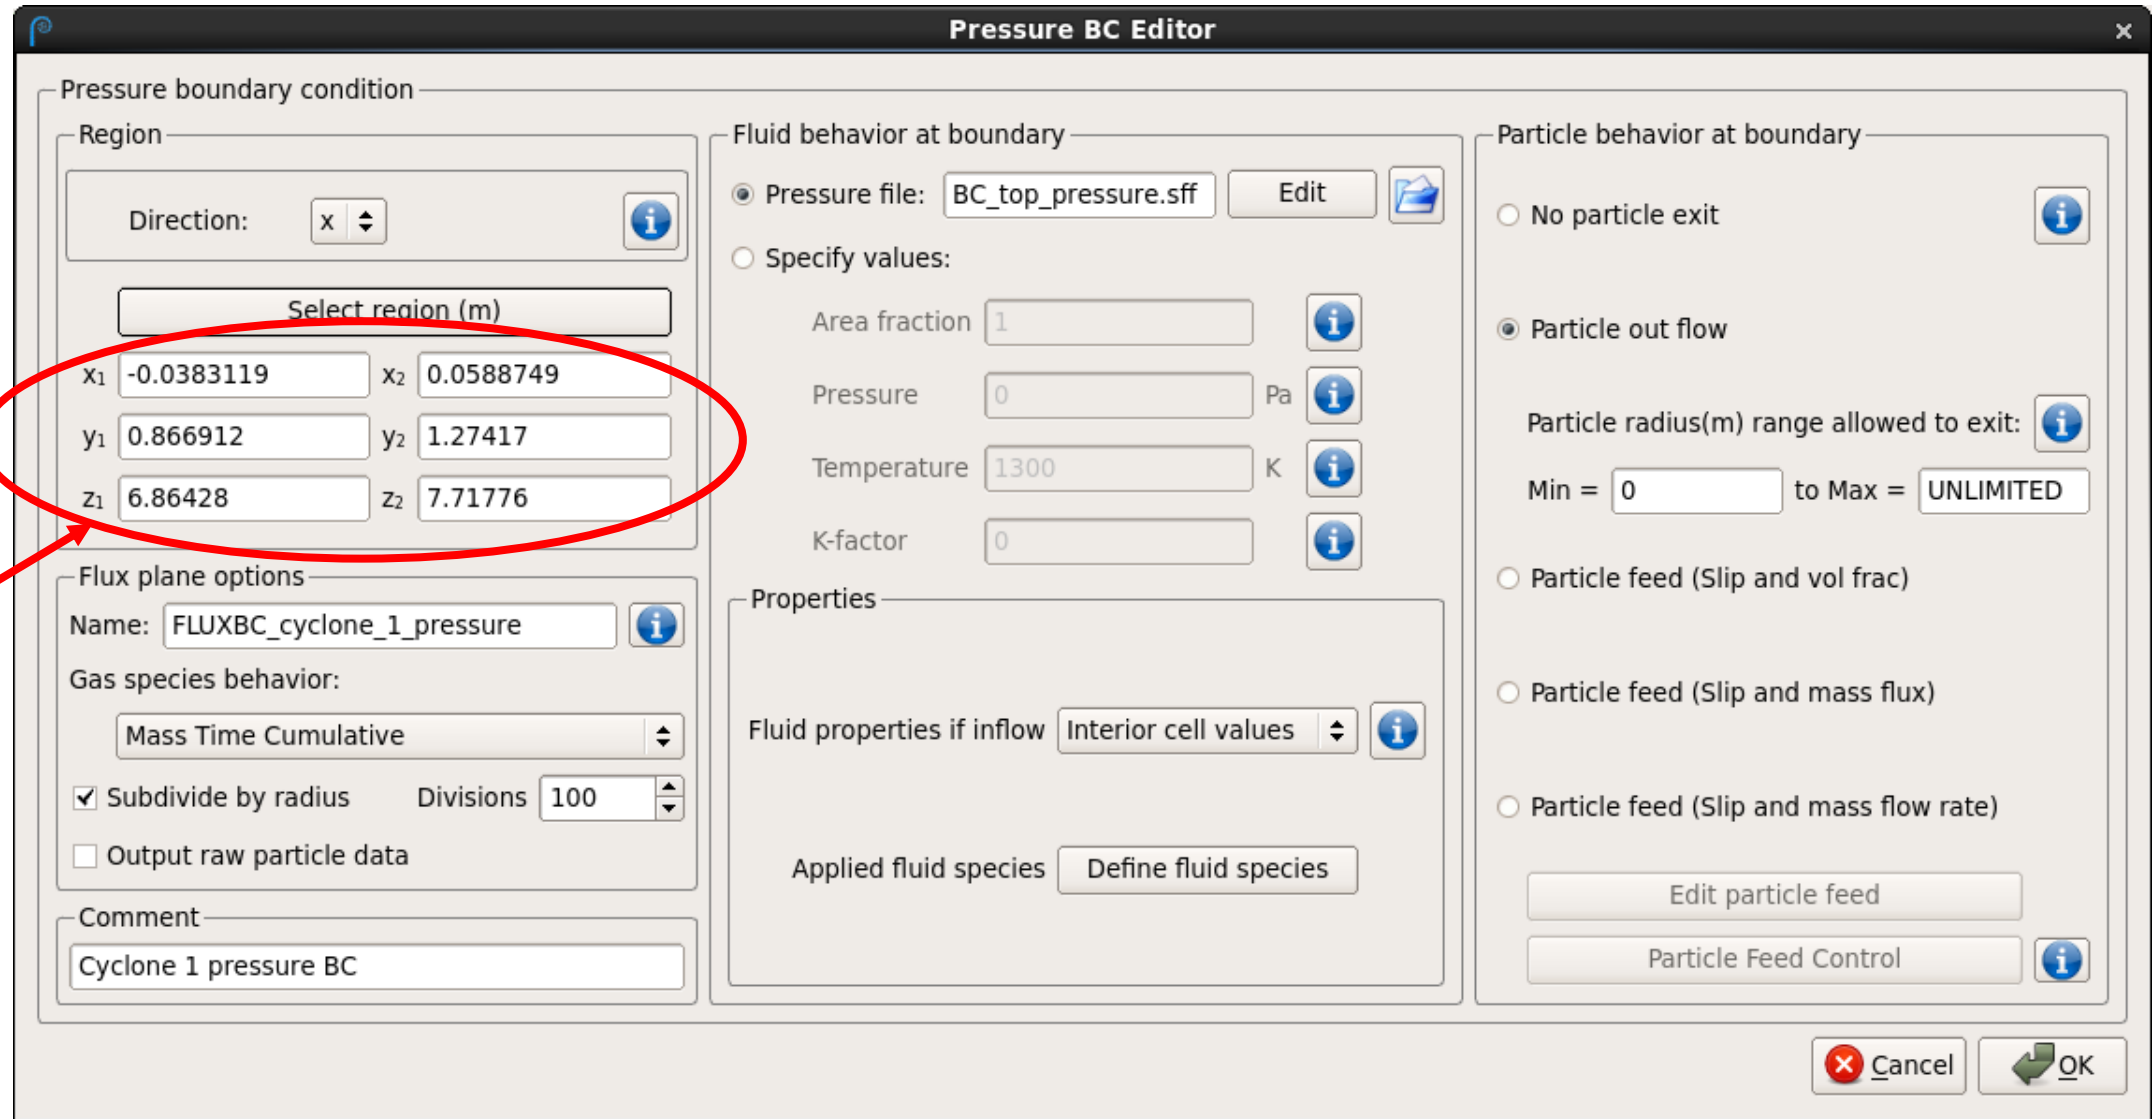 Pressure BC Editor
Pressure boundary condition
Region
Direction: x
Select region (m)
x1 -0.0383119 x2 0.0588749
y1 0.866912 y2 1.27417
z1 6.86428 z2 7.71776
Flux plane options
Name: FLUXBC_cyclone_1_pressure
Gas species behavior:
Mass Time Cumulative
Subdivide by radius Divisions 100
Output raw particle data
Comment
Cyclone 1 pressure BC
Fluid behavior at boundary
Pressure file: BC_top_pressure.sff Edit
Specify values:
Area fraction 1
Pressure 0 Pa
Temperature 1300 K
K-factor 0
Properties
Fluid properties if inflow Interior cell values
Applied fluid species Define fluid species
Particle behavior at boundary
No particle exit
Particle out flow
Particle radius(m) range allowed to exit:
Min = 0 to Max = UNLIMITED
Particle feed (Slip and vol frac)
Particle feed (Slip and mass flux)
Particle feed (Slip and mass flow rate)
Edit particle feed
Particle Feed Control
Cancel OK